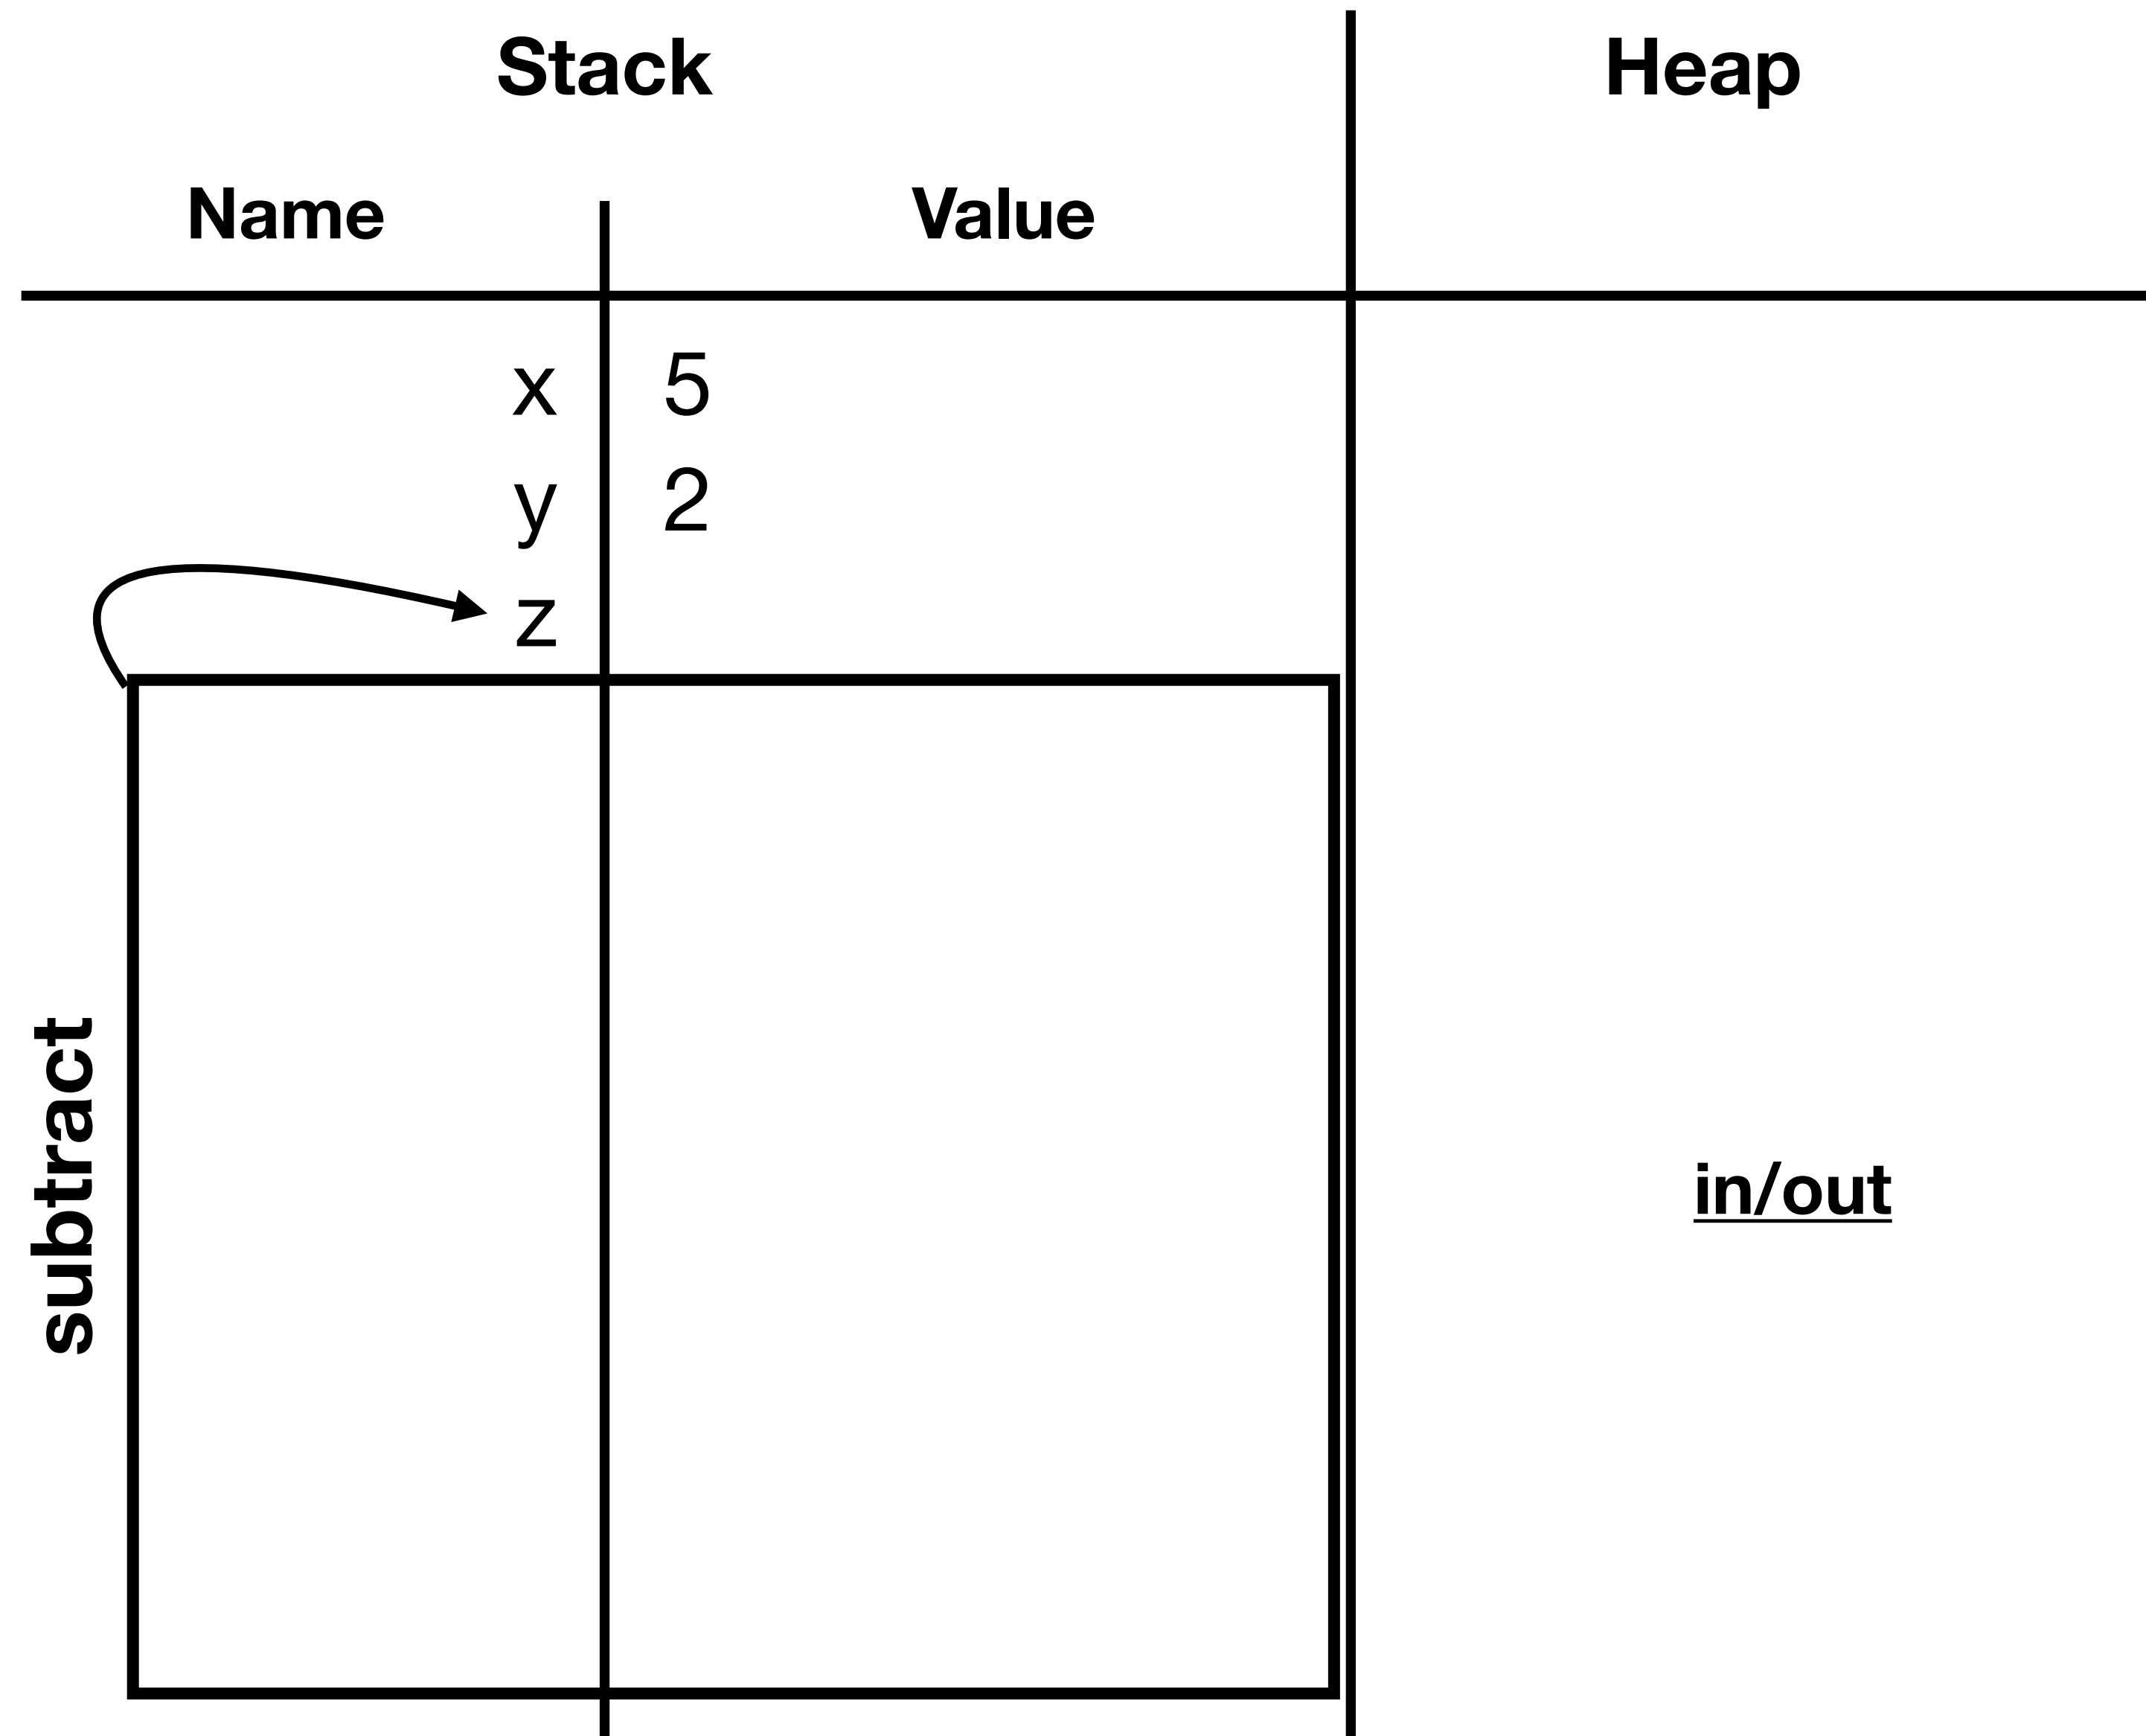 Stack
Heap
Name
Value
x 5
y 2
z
subtract
in/out